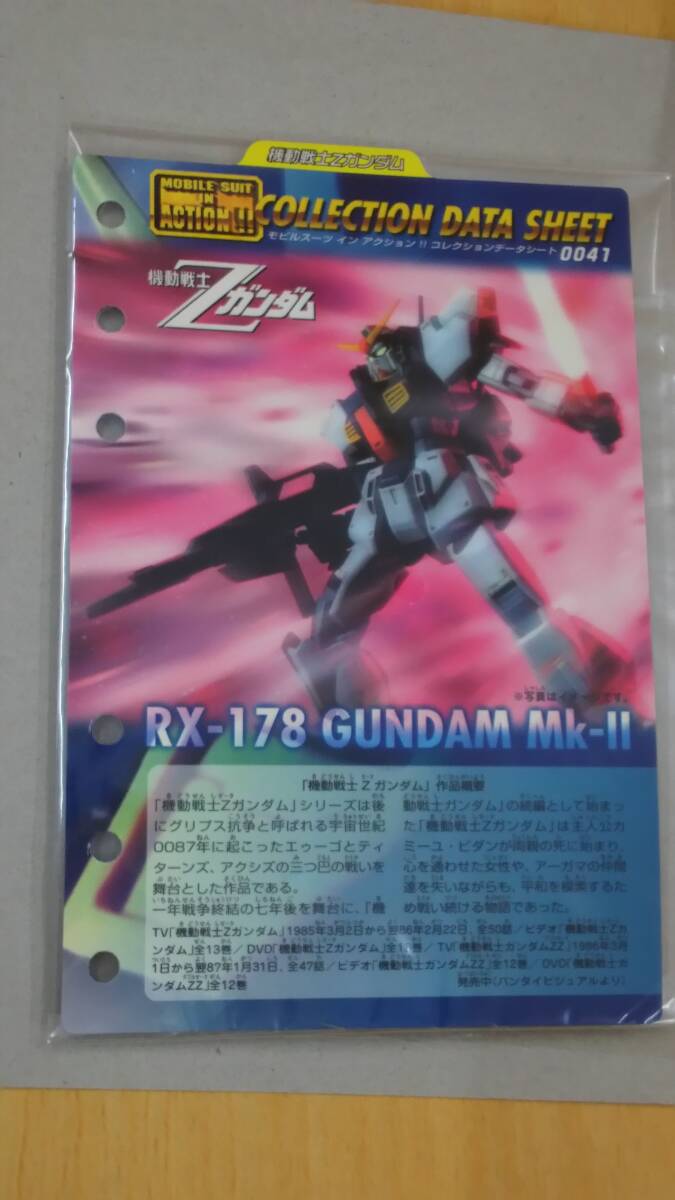 機動戦士Zガンダム
MOBILE SUIT
IN
ACTION!!
COLLECTION DATA SHEET
モビルスーツ イン アクション!! コレクションデータシート 0041
機動戦士
Zガンダム
※写真はイメージです。
RX-178 GUNDAM Mk-II
「機動戦士Zガンダム」作品概要
「機動戦士Zガンダム」シリーズは後
にグリプス抗争と呼ばれる宇宙世紀
0087年に起こったエゥーゴとティ
ターンズ、アクシズの三つ巴の戦いを
舞台とした作品である。
一年戦争終結の七年後を舞台に、「機
動戦士ガンダム」の続編として始まっ
た「機動戦士Zガンダム」は主人公カ
ミーユ・ビダンが両親の死に始まり、
心を通わせた女性や、アーガマの仲間
達を失いながらも、平和を模索するた
め戦い続ける物語であった。
TV「機動戦士Zガンダム」1985年3月2日から翌86年2月22日、全50話/ビデオ「機動戦士Zガ
ンダム」全13巻/DVD「機動戦士Zガンダム」全13巻/TV「機動戦士ガンダムZZ」1986年3月
1日から翌87年1月31日、全47話/ビデオ「機動戦士ガンダムZZ」全12巻/DVD「機動戦士ガ
ンダムZZ」全12巻
発売中(バンダイビジュアルより)